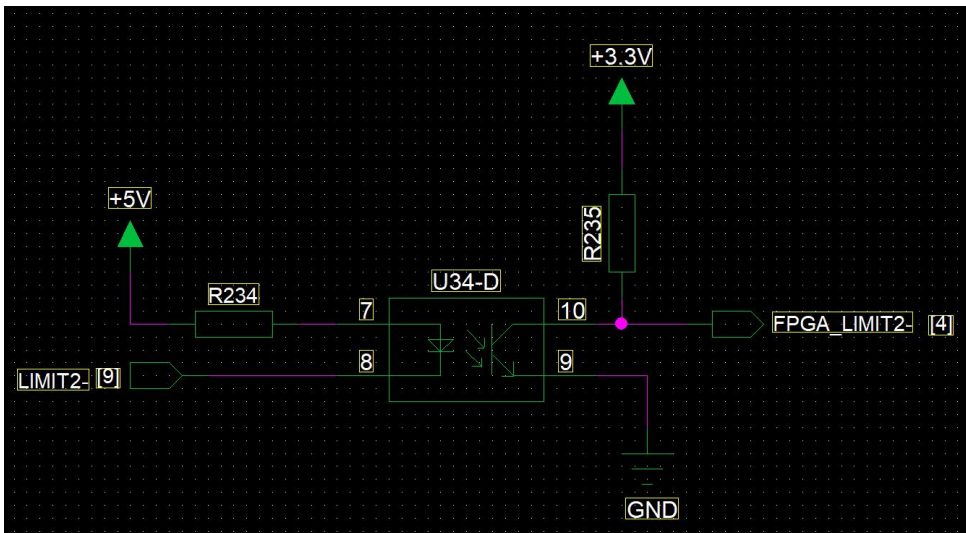 +3.3V
+5V
R235
U34-D
R234
7
10
FPGA_LIMIT2- [4]
8
9
LIMIT2- [9]
GND